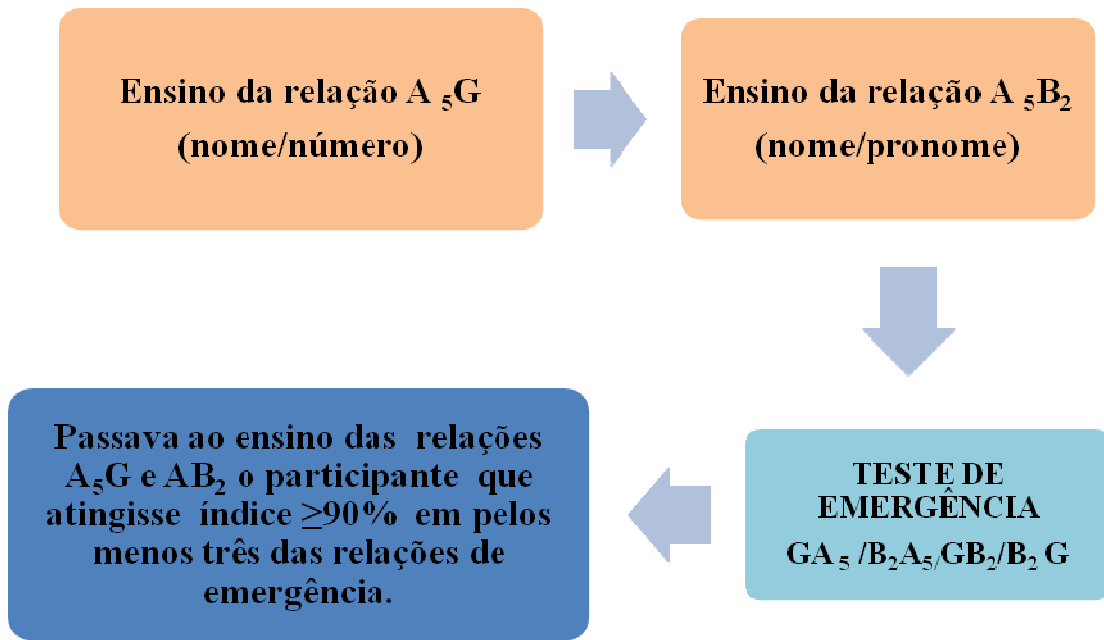 Ensino da relação A ₅G
(nome/número)
Ensino da relação A ₅B₂
(nome/pronome)
TESTE DE
EMERGÊNCIA
GA ₅ /B₂A₅/GB₂/B₂ G
Passava ao ensino das relações
A₅G e AB₂ o participante que
atingisse índice ≥90% em pelos
menos três das relações de
emergência.